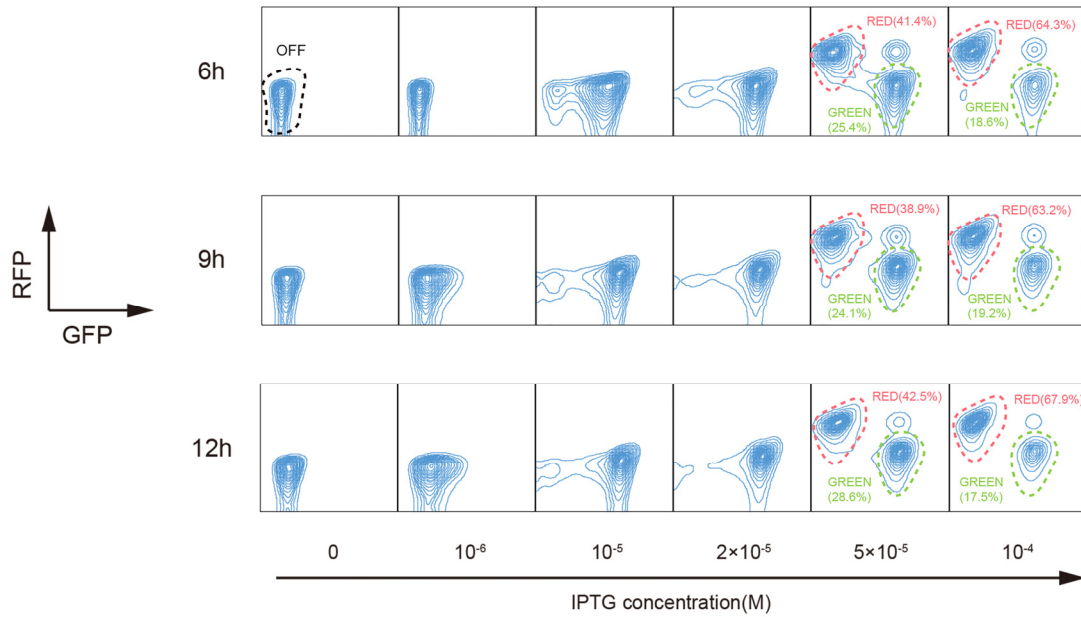 6h
OFF
RED(41.4%)
GREEN
(25.4%)
RED(64.3%)
GREEN
(18.6%)
RFP
GFP
9h
RED(38.9%)
GREEN
(24.1%)
RED(63.2%)
GREEN
(19.2%)
12h
RED(42.5%)
GREEN
(28.6%)
RED(67.9%)
GREEN
(17.5%)
0 10⁻⁶ 10⁻⁵ 2×10⁻⁵ 5×10⁻⁵ 10⁻⁴
IPTG concentration(M)